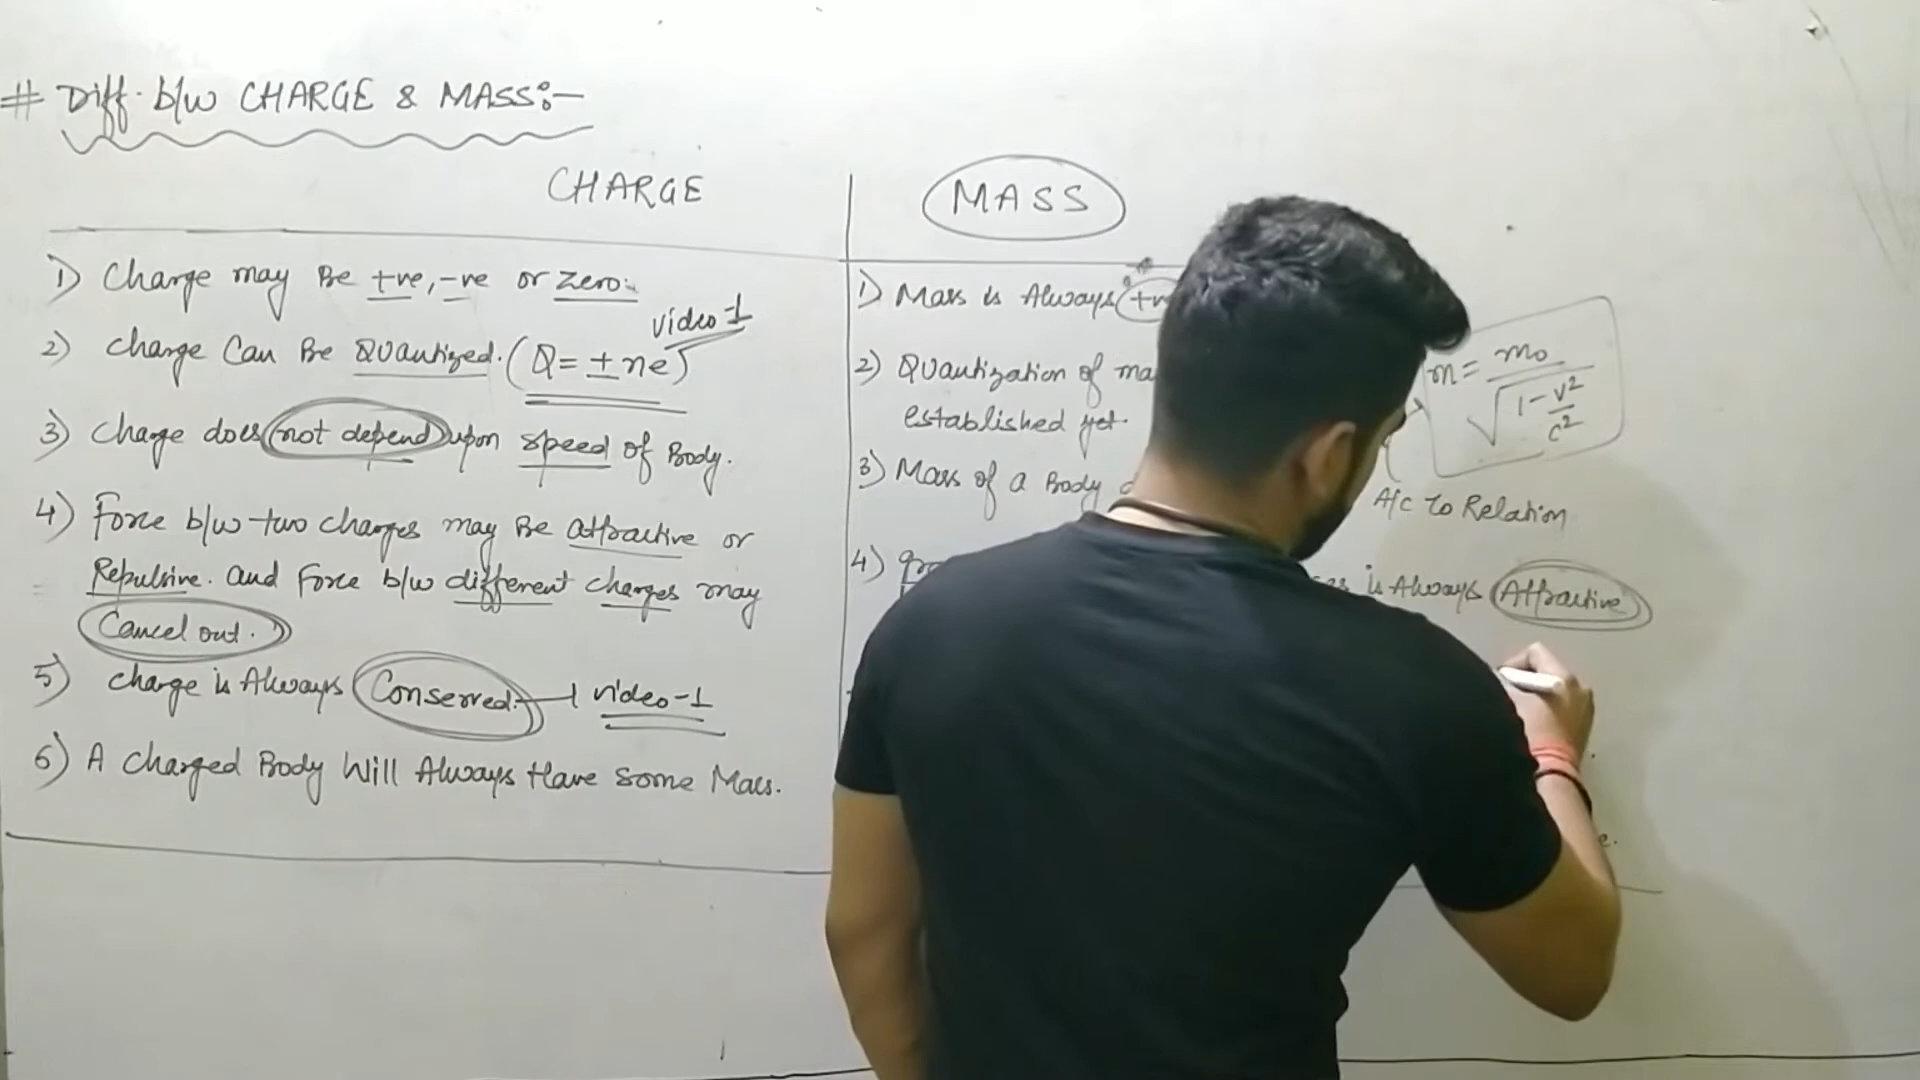 # Diff. b/w CHARGE & MASS:-
CHARGE
1) Charge may Be +ve, -ve or zero.
video-1
2) charge Can Be Quantized. (Q = ± ne)
3) charge does not depend upon speed of Body.
4) Force b/w two charges may Be attractive or
Repulsive. and force b/w different charges may
Cancel out.
5) charge is Always Conserved. video-1
6) A charged Body Will Always Have some Mass.
MASS
1) Mass is Always
2) Quantization of
established yet.
3) Mass of a Body
m = m₀ / √(1 - v²/c²)
A/c to Relation
4) is Always Attractive